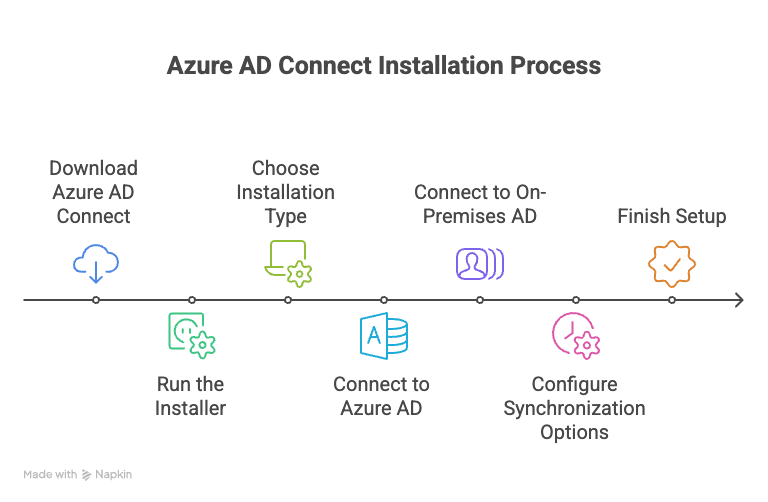 Azure AD Connect Installation Process
Download
Azure AD
Connect
Run the
Installer
Choose
Installation
Type
Connect to
Azure AD
Connect to On-
Premises AD
Configure
Synchronization
Options
Finish Setup
A
Made with Napkin